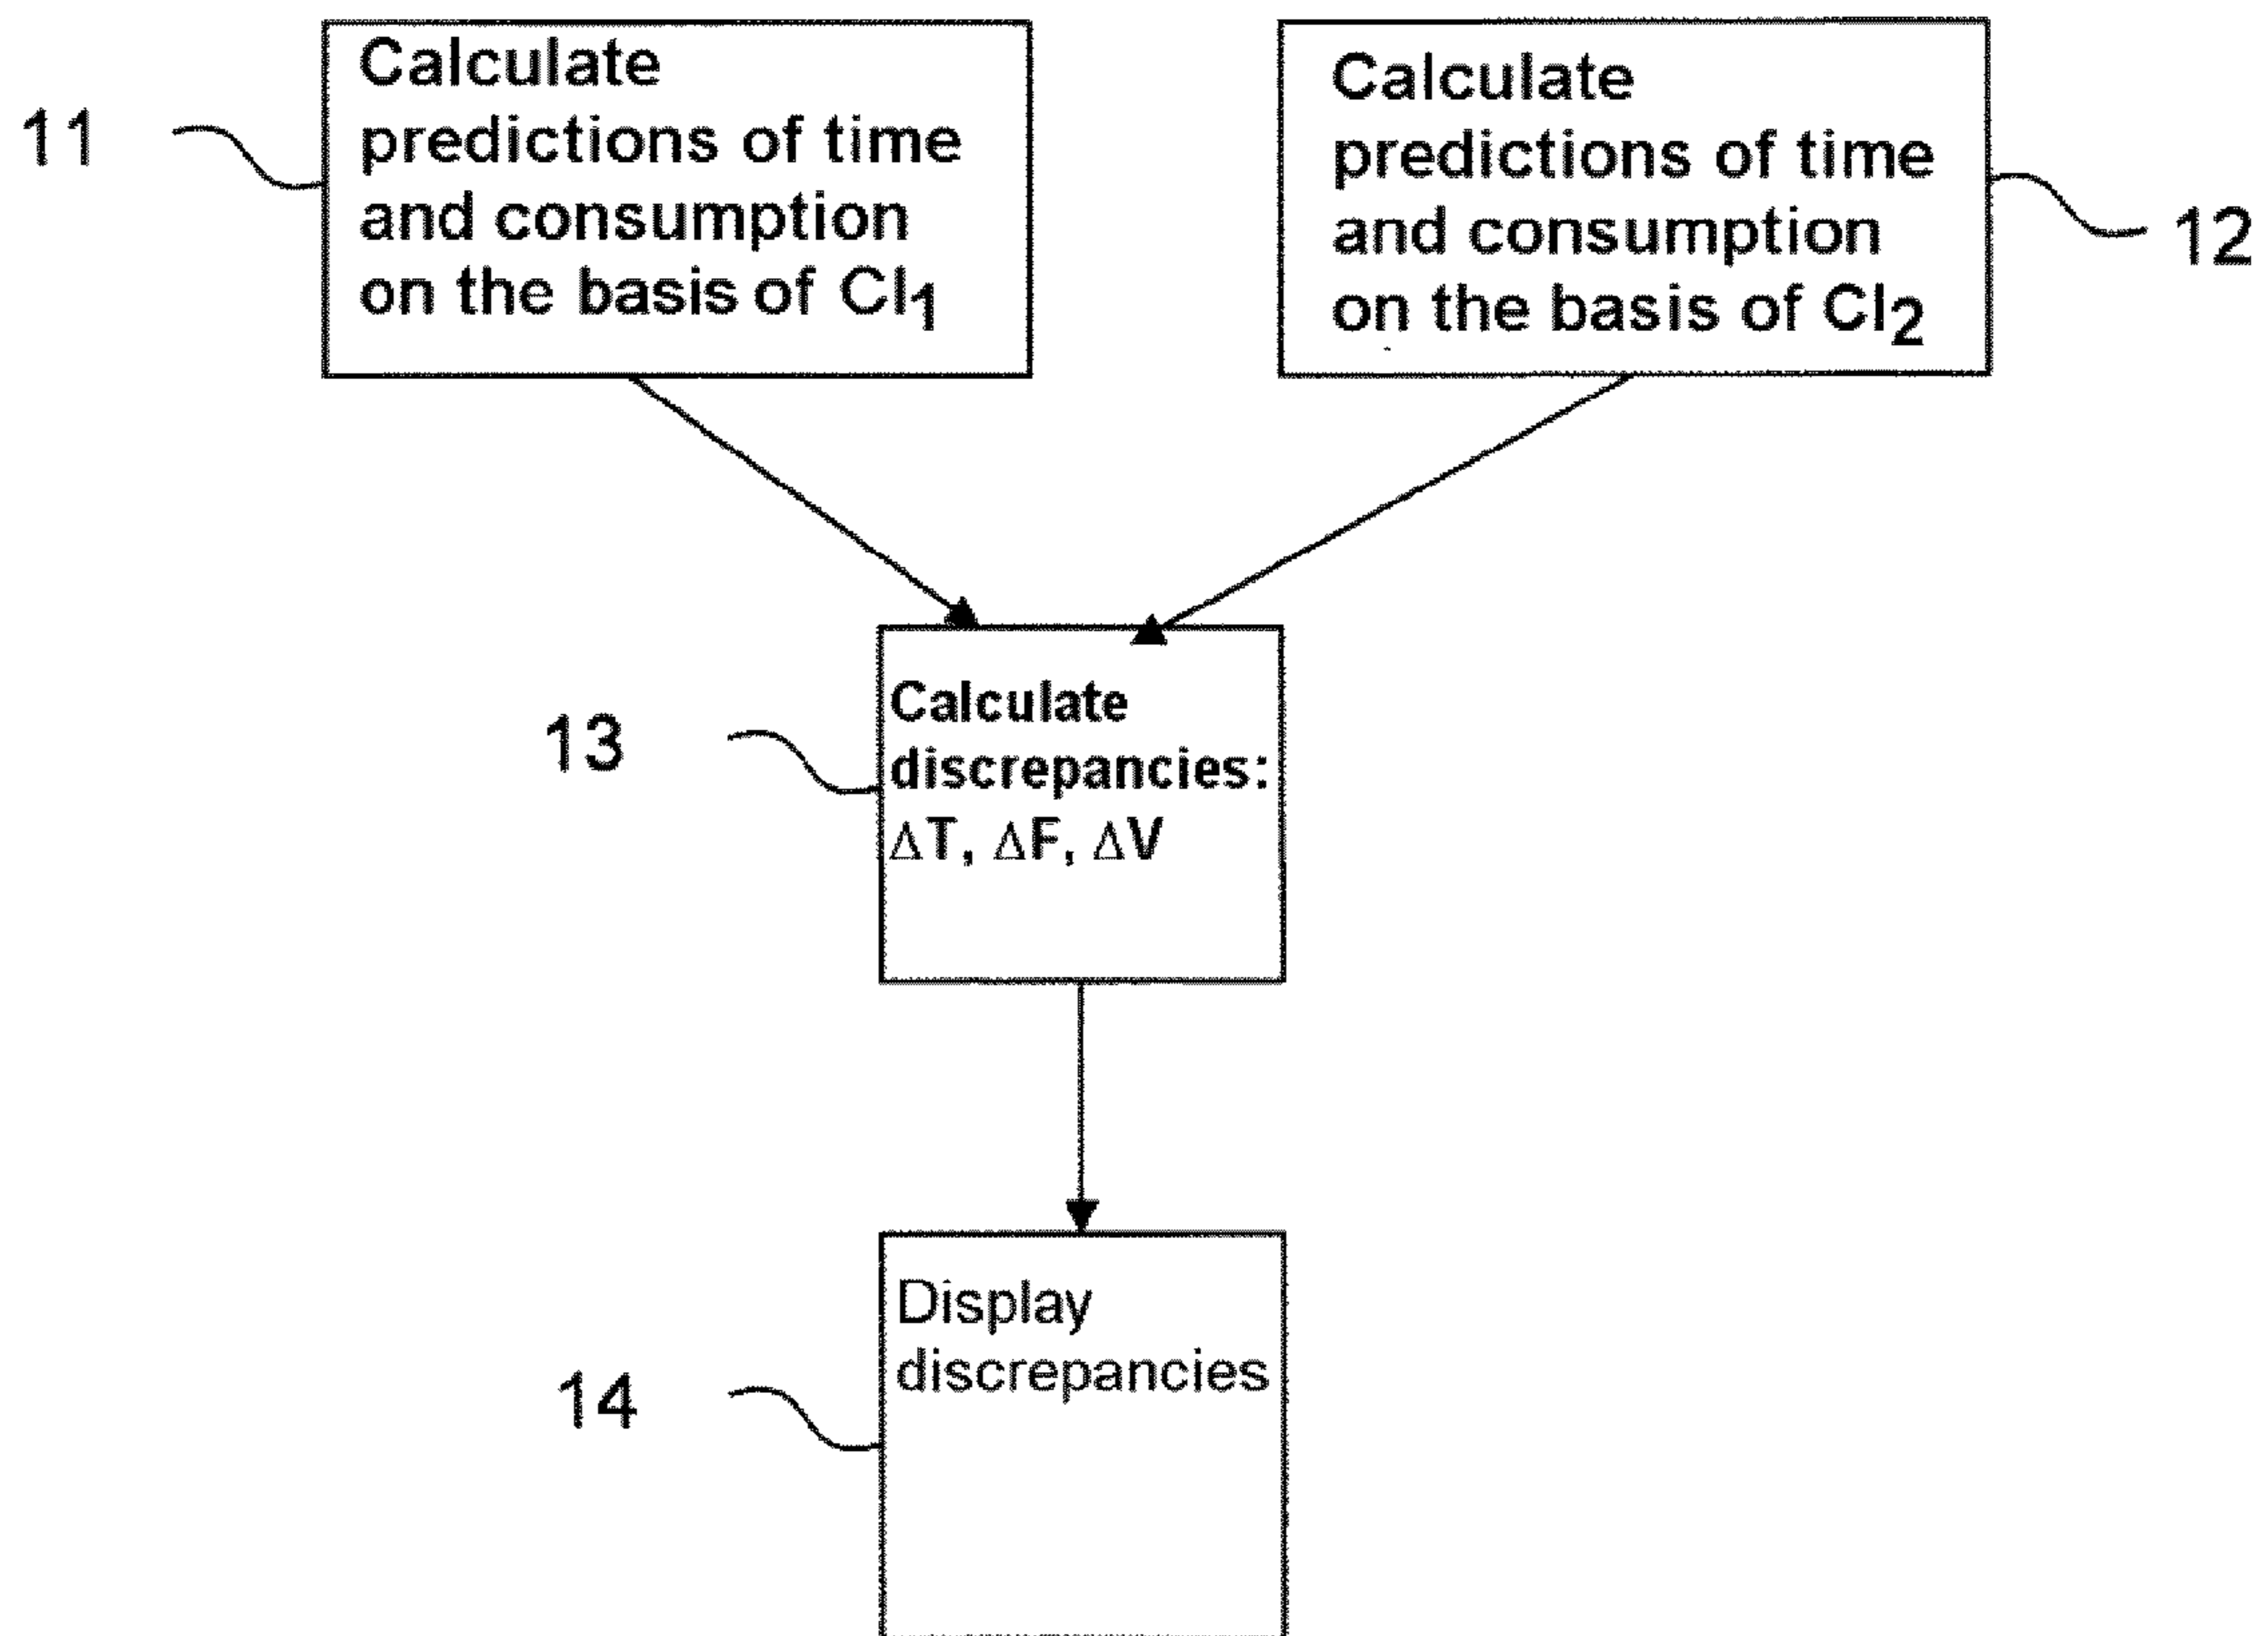 11
Calculate
predictions of time
and consumption
on the basis of CI₁
Calculate
predictions of time
and consumption
on the basis of CI₂
12
13
Calculate
discrepancies:
ΔT, ΔF, ΔV
14
Display
discrepancies